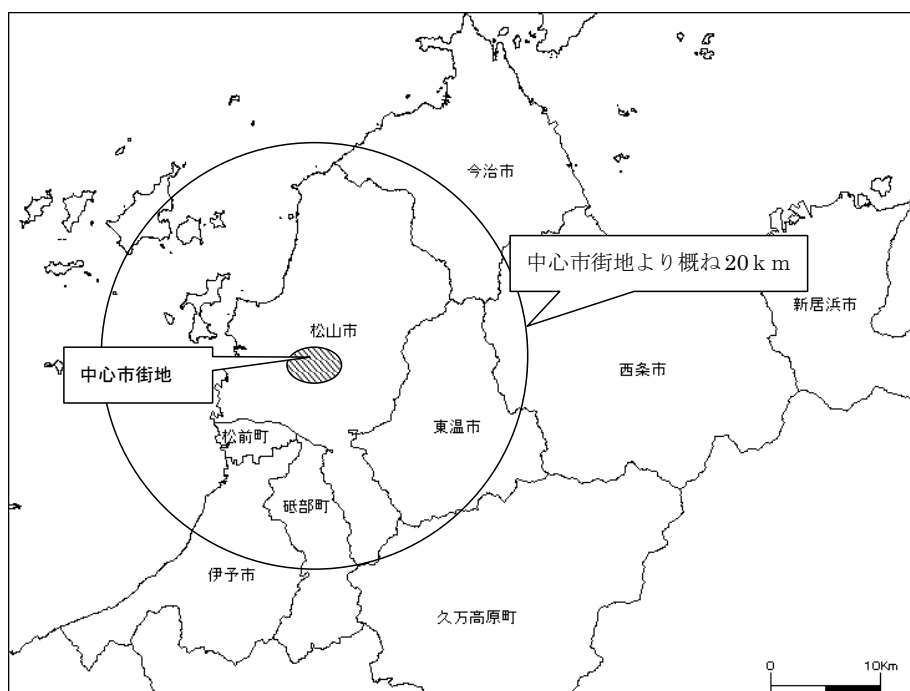 今治市
中心市街地より概ね20ｋｍ
新居浜市
松山市
中心市街地
西条市
東温市
松前町
砥部町
伊予市
久万高原町
0 10Km